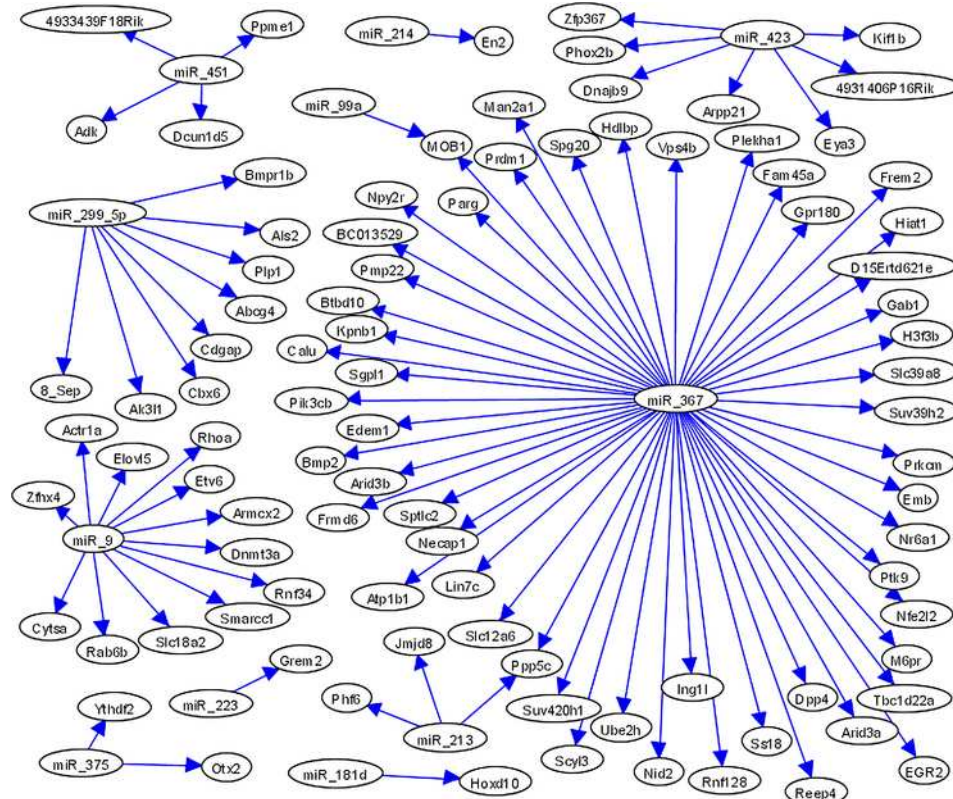 4933439F18Rik
Ppme1
miR_451
Adk
Dcun1d5
miR_214
En2
Zfp367
miR_423
Kif1b
Phox2b
Dnajb9
4931406P16Rik
Arpp21
Eya3
miR_99a
MOB1
Man2a1
Prdm1
Spg20
Hdlbp
Vps4b
Plekha1
Fam45a
Gpr180
Frem2
Hiat1
D15Ertd621e
Gab1
H3f3b
Slc39a8
Suv39h2
Bmpr1b
miR_299_5p
Als2
Plp1
Abcg4
Cdgap
Cbx6
Ak3l1
8_Sep
Npy2r
Parg
BC013529
Pmp22
Btbd10
Kpnb1
Calu
Sgpl1
Pik3cb
miR_367
Edem1
Bmp2
Arid3b
Frmd6
Sptlc2
Necap1
Atp1b1
Lin7c
Prkcm
Emb
Nr6a1
Ptk9
Nfe2l2
M6pr
Tbc1d22a
Actr1a
Rhoa
Elovl5
Etv6
Zfhx4
Armcx2
miR_9
Dnmt3a
Rnf34
Smarcc1
Cytsa
Rab6b
Slc18a2
Slc12a6
Jmjd8
Ppp5c
Grem2
miR_223
Phf6
miR_213
Suv420h1
Ube2h
Scyl3
Ing1l
Nid2
Rnf128
Ss18
Dpp4
Reep4
Arid3a
EGR2
Ythdf2
miR_375
Otx2
miR_181d
Hoxd10